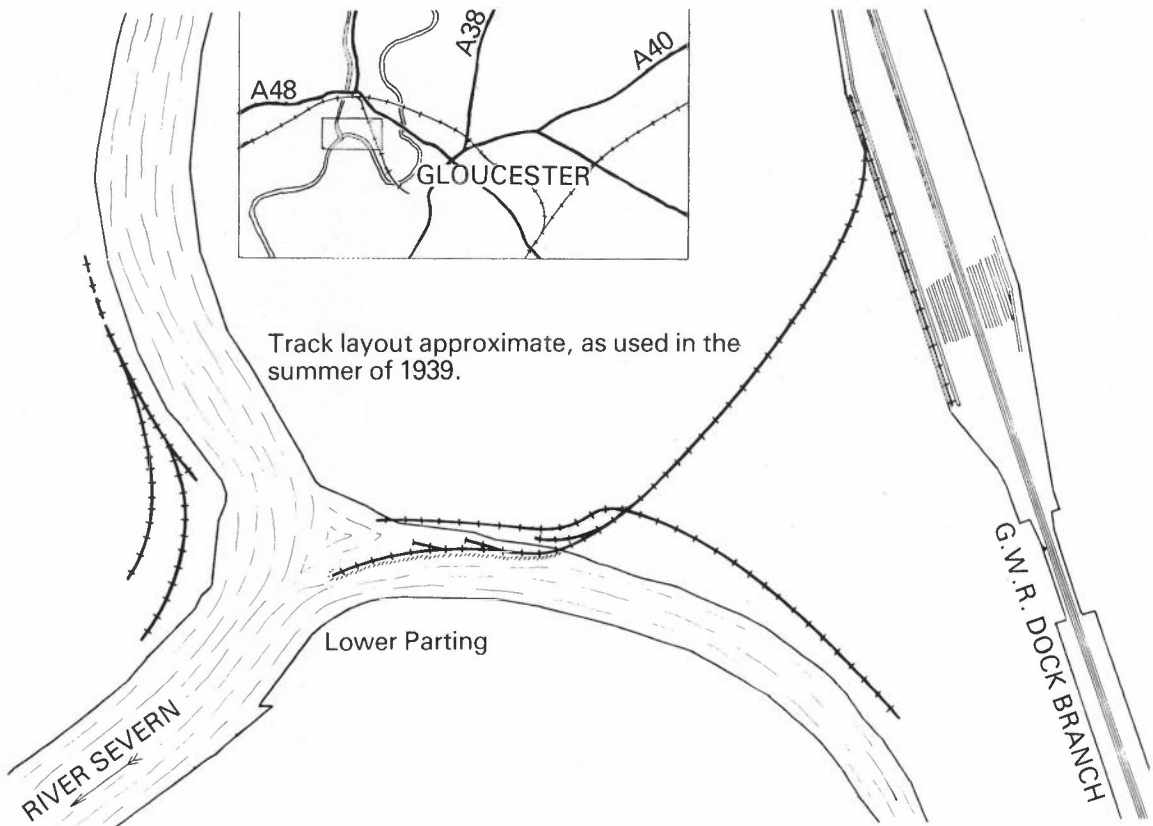 A48
A38
A40
GLOUCESTER
Track layout approximate, as used in the
summer of 1939.
Lower Parting
RIVER SEVERN
G.W.R. DOCK BRANCH